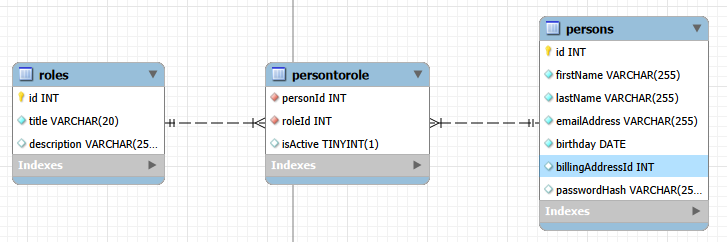 roles
id INT
title VARCHAR(20)
description VARCHAR(25...
Indexes
persontorole
personId INT
roleId INT
isActive TINYINT(1)
Indexes
persons
id INT
firstName VARCHAR(255)
lastName VARCHAR(255)
emailAddress VARCHAR(255)
birthday DATE
billingAddressId INT
passwordHash VARCHAR(25...
Indexes